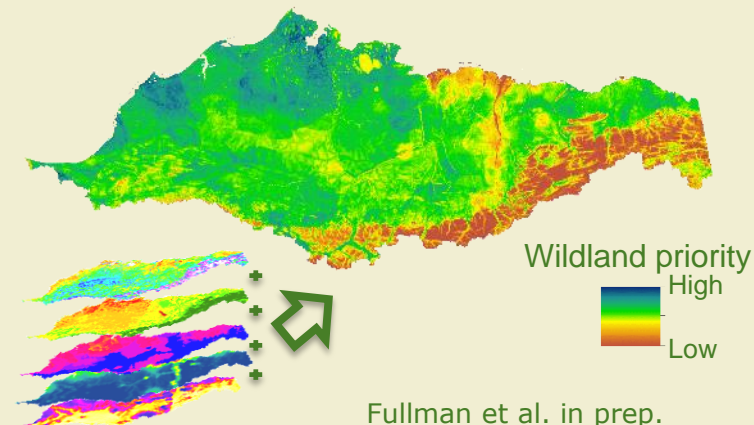 Wildland priority
High
Low
+
+
+
+
Fullman et al. in prep.